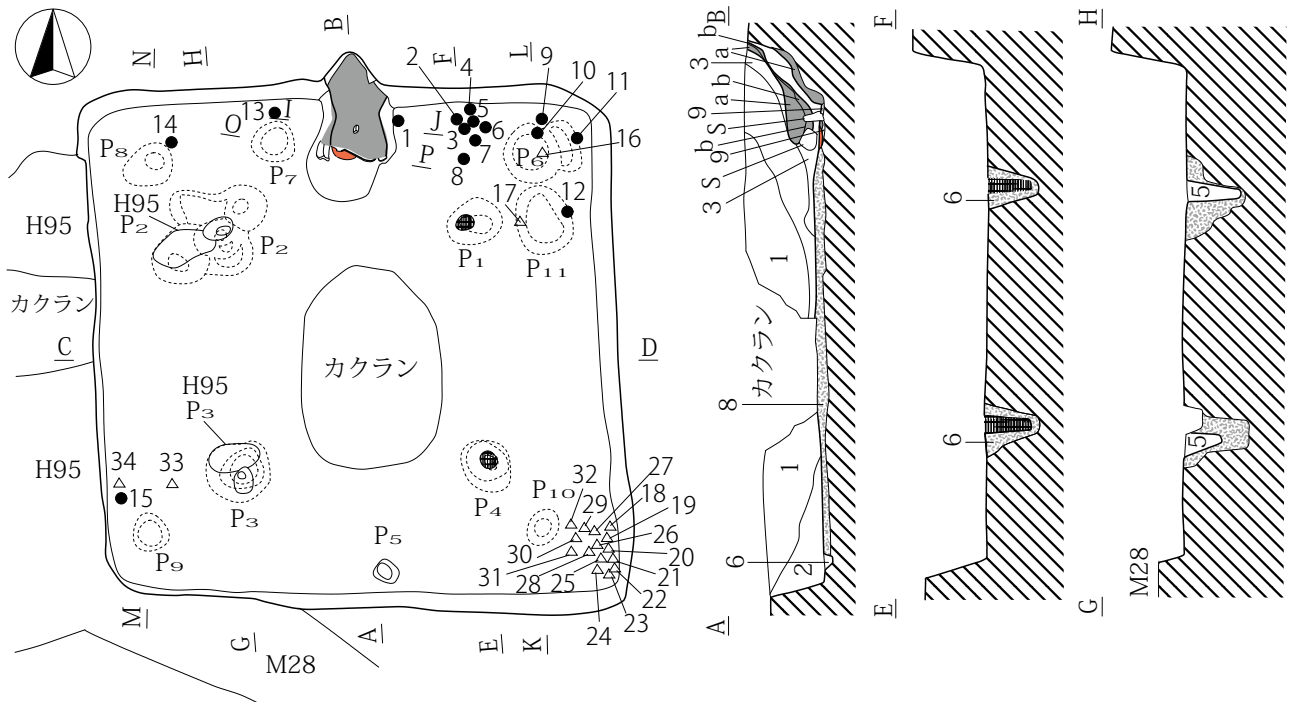 N
H
B
F
L
2
4
9
10
11
13
I
J
5
O
14
1
3
6
16
P
7
P₈
P₆
8
P₇
17
12
H95
P₂
H95
P₂
P₁
P₁₁
カクラン
C
D
カクラン
H95
P₃
27
H95
34
33
32
18
29
19
P₁₀
15
26
P₄
30
20
P₃
P₅
31
21
P₉
28
25
22
23
24
M
G
A
E
K
M28
B
b
a
3
b
a
9
S
b
9
S
3
1
カクラン
8
1
6
2
A
F
6
6
E
H
5
5
M28
G